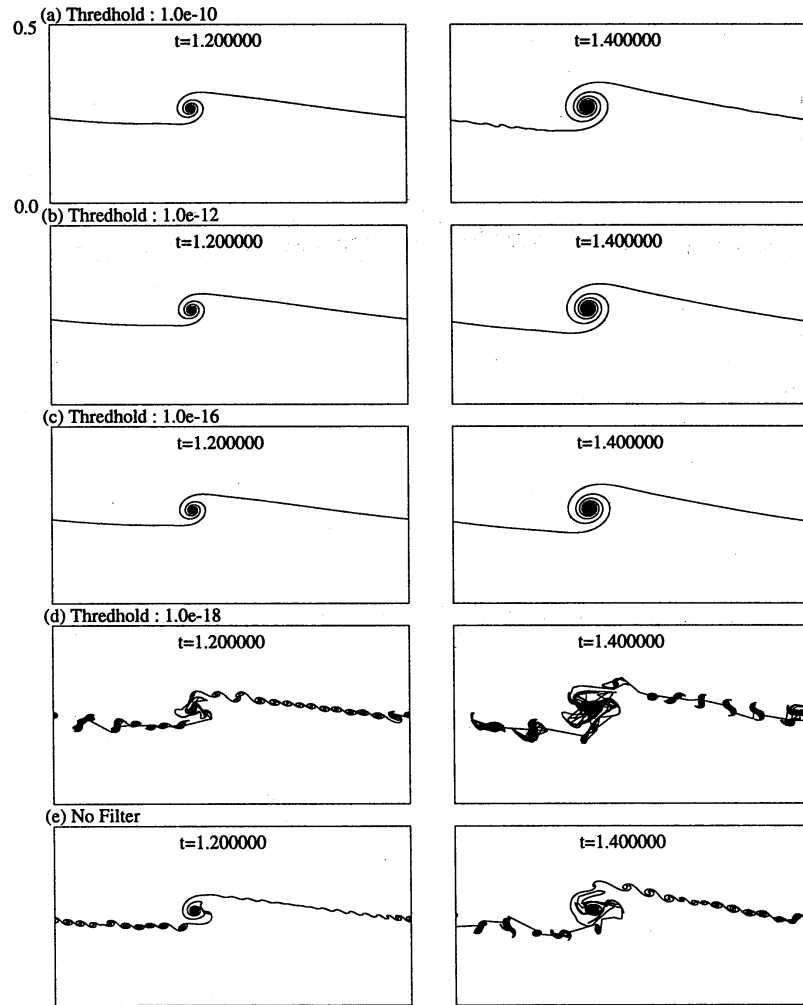 (a) Thredhold : 1.0e-10
0.5
t=1.200000
t=1.400000
0.0
(b) Thredhold : 1.0e-12
t=1.200000
t=1.400000
(c) Thredhold : 1.0e-16
t=1.200000
t=1.400000
(d) Thredhold : 1.0e-18
t=1.200000
t=1.400000
(e) No Filter
t=1.200000
t=1.400000